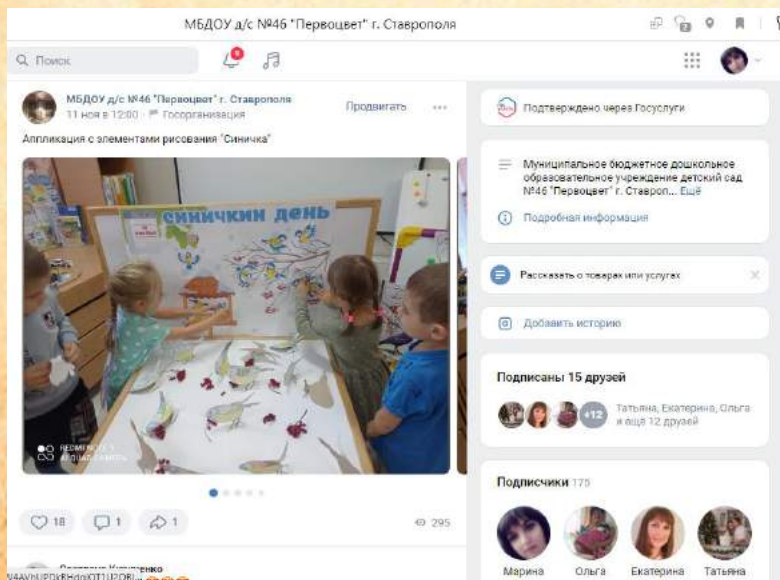 МБДОУ д/с №46 "Первоцвет" г. Ставрополя
Поиск
МБДОУ д/с №46 "Первоцвет" г. Ставрополя
11 ноя в 12:00 · Госорганизация
Продвигать
Аппликация с элементами рисования "Синичка"
СИНИЧКИН ДЕНЬ
18
1
1
295
Подтверждено через Госуслуги
Муниципальное бюджетное дошкольное
образовательное учреждение детский сад
№46 "Первоцвет" г. Ставроп... Ещё
Подробная информация
Рассказать о товарах или услугах
Добавить историю
Подписаны 15 друзей
+12
Татьяна, Екатерина, Ольга
и ещё 12 друзей
Подписчики 175
Марина
Ольга
Екатерина
Татьяна